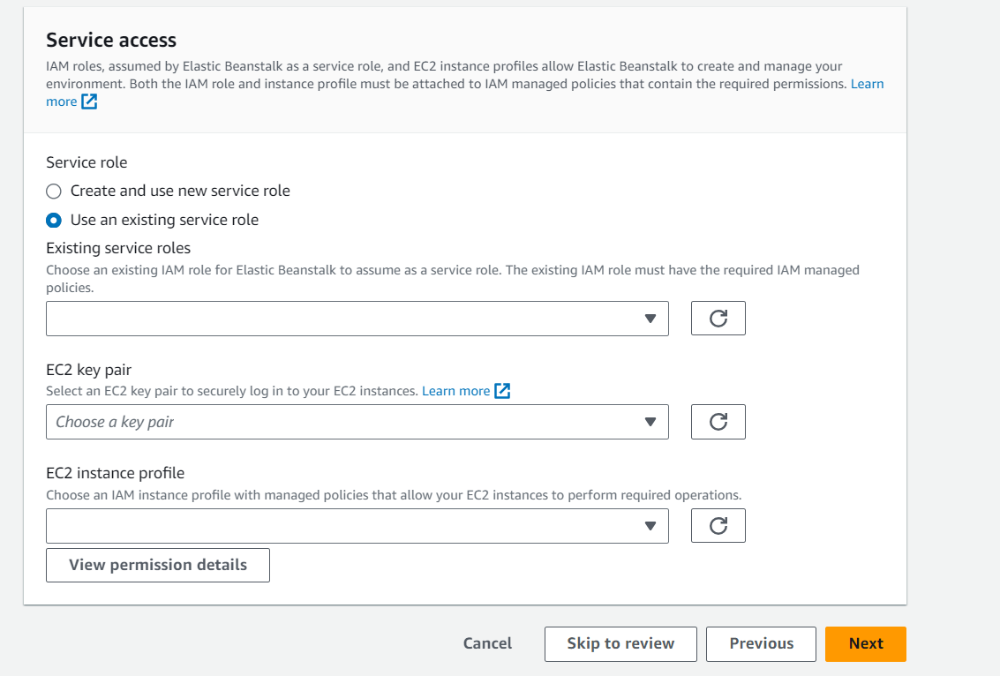 Service access
IAM roles, assumed by Elastic Beanstalk as a service role, and EC2 instance profiles allow Elastic Beanstalk to create and manage your
environment. Both the IAM role and instance profile must be attached to IAM managed policies that contain the required permissions. Learn
more
Service role
Create and use new service role
Use an existing service role
Existing service roles
Choose an existing IAM role for Elastic Beanstalk to assume as a service role. The existing IAM role must have the required IAM managed
policies.
EC2 key pair
Select an EC2 key pair to securely log in to your EC2 instances. Learn more
Choose a key pair
EC2 instance profile
Choose an IAM instance profile with managed policies that allow your EC2 instances to perform required operations.
View permission details
Cancel Skip to review Previous Next